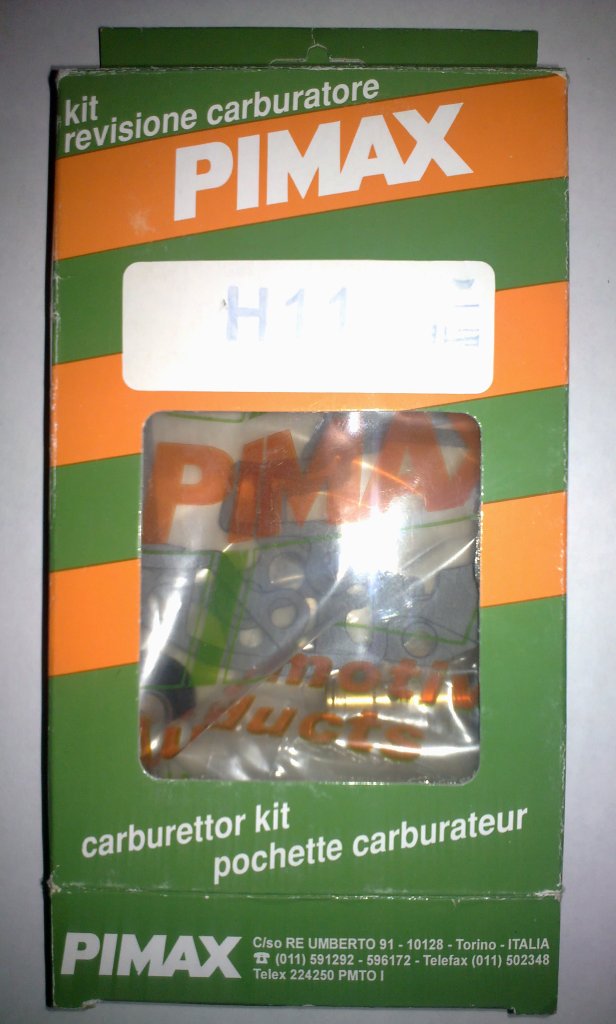 kit
revisione carburatore
PIMAX
H11
PIMAX
ducts
carburettor kit
pochette carburateur
PIMAX
C/so RE UMBERTO 91 - 10128 - Torino - ITALIA
☎ (011) 591292 - 596172 - Telefax (011) 502348
Telex 224250 PMTO I